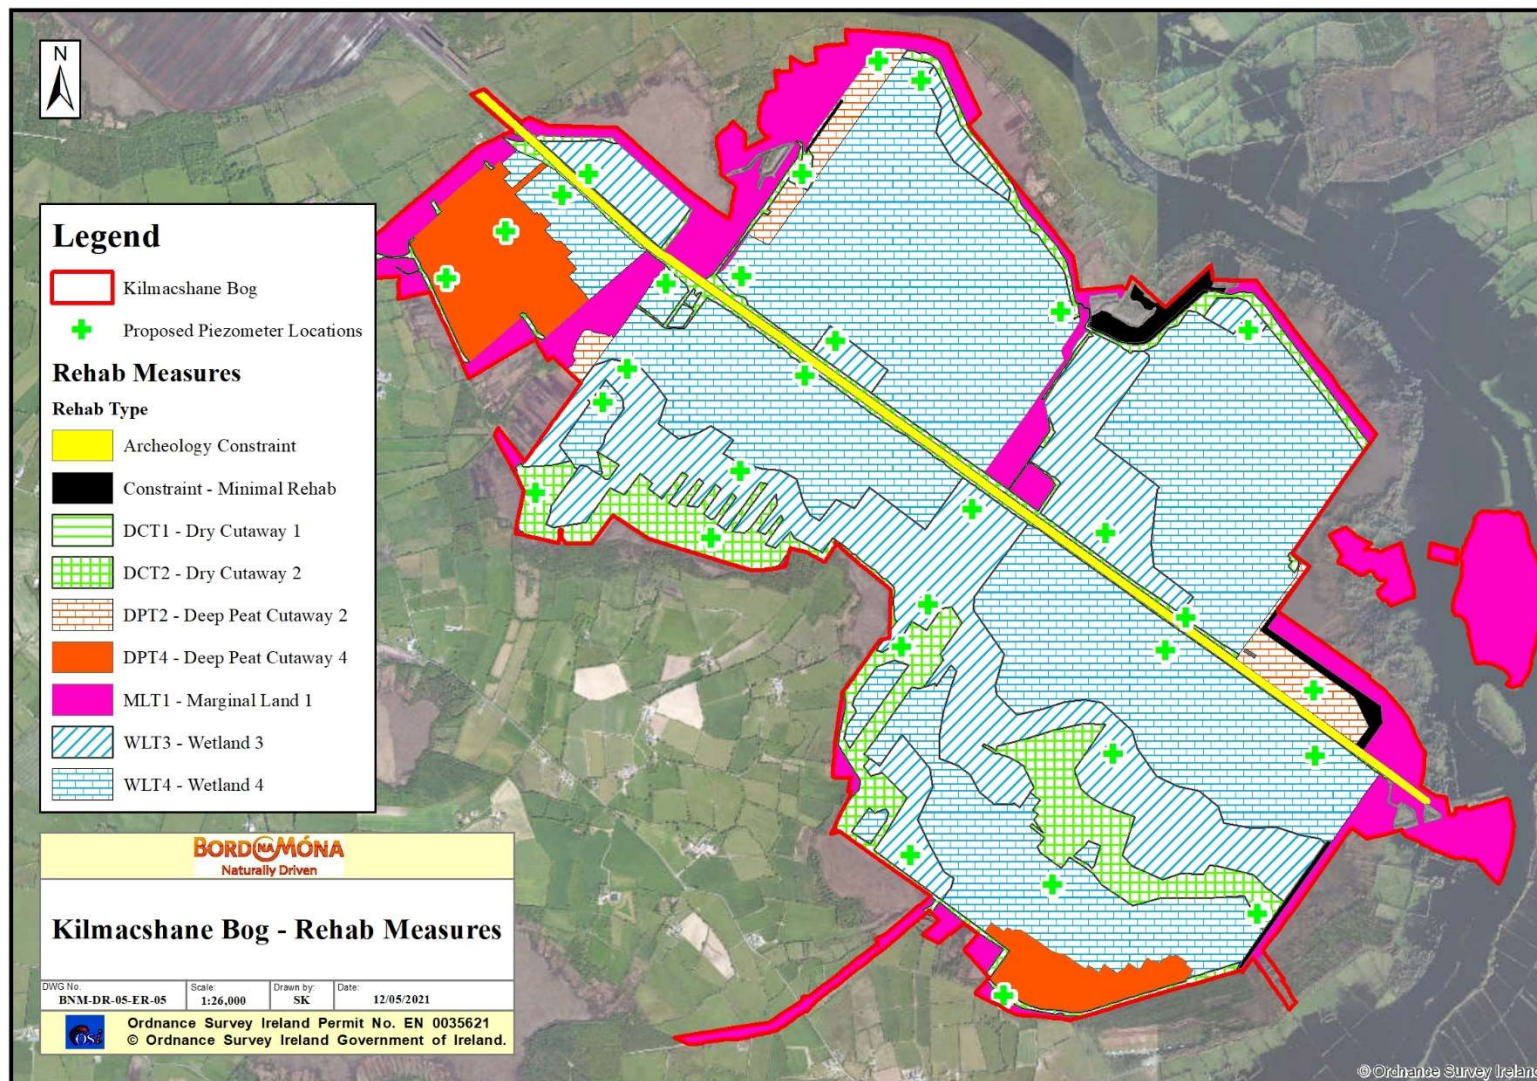 N
Legend
Kilmacshane Bog
Proposed Piezometer Locations
Rehab Measures
Rehab Type
Archeology Constraint
Constraint - Minimal Rehab
DCT1 - Dry Cutaway 1
DCT2 - Dry Cutaway 2
DPT2 - Deep Peat Cutaway 2
DPT4 - Deep Peat Cutaway 4
MLT1 - Marginal Land 1
WLT3 - Wetland 3
WLT4 - Wetland 4
BORD NA MÓNA
Naturally Driven
Kilmacshane Bog - Rehab Measures
DWG No. Scale: Drawn by: Date:
BNM-DR-05-ER-05 1:26,000 SK 12/05/2021
OSi Ordnance Survey Ireland Permit No. EN 0035621
© Ordnance Survey Ireland Government of Ireland.
© Ordnance Survey Ireland